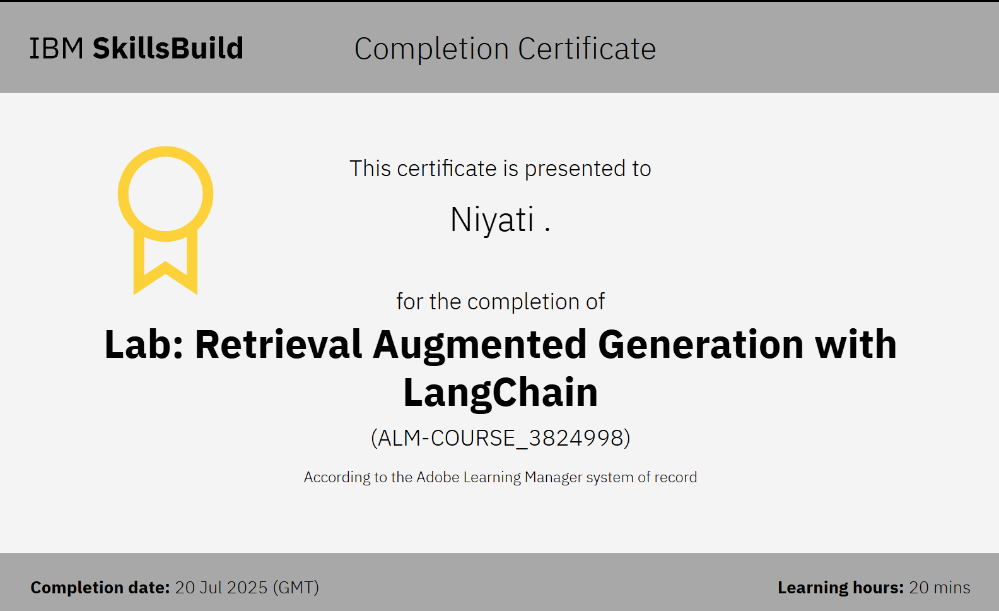 IBM SkillsBuild
Completion Certificate
This certificate is presented to
Niyati .
for the completion of
Lab: Retrieval Augmented Generation with
LangChain
(ALM-COURSE_3824998)
According to the Adobe Learning Manager system of record
Completion date: 20 Jul 2025 (GMT)
Learning hours: 20 mins